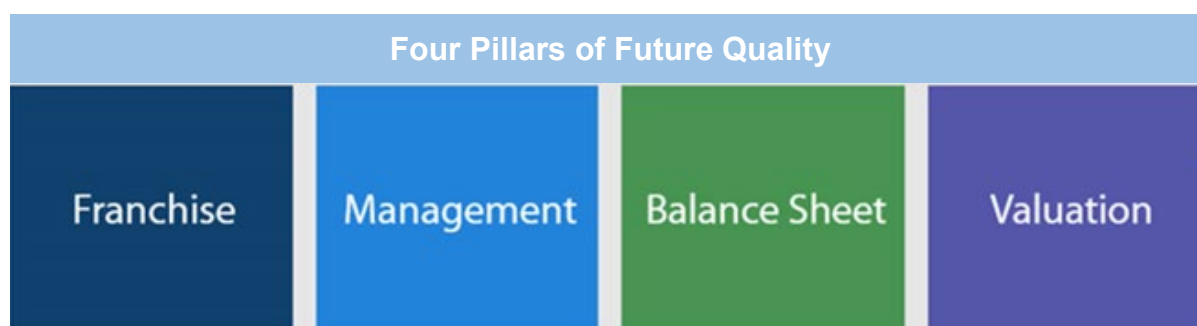 Four Pillars of Future Quality
Franchise
Management
Balance Sheet
Valuation